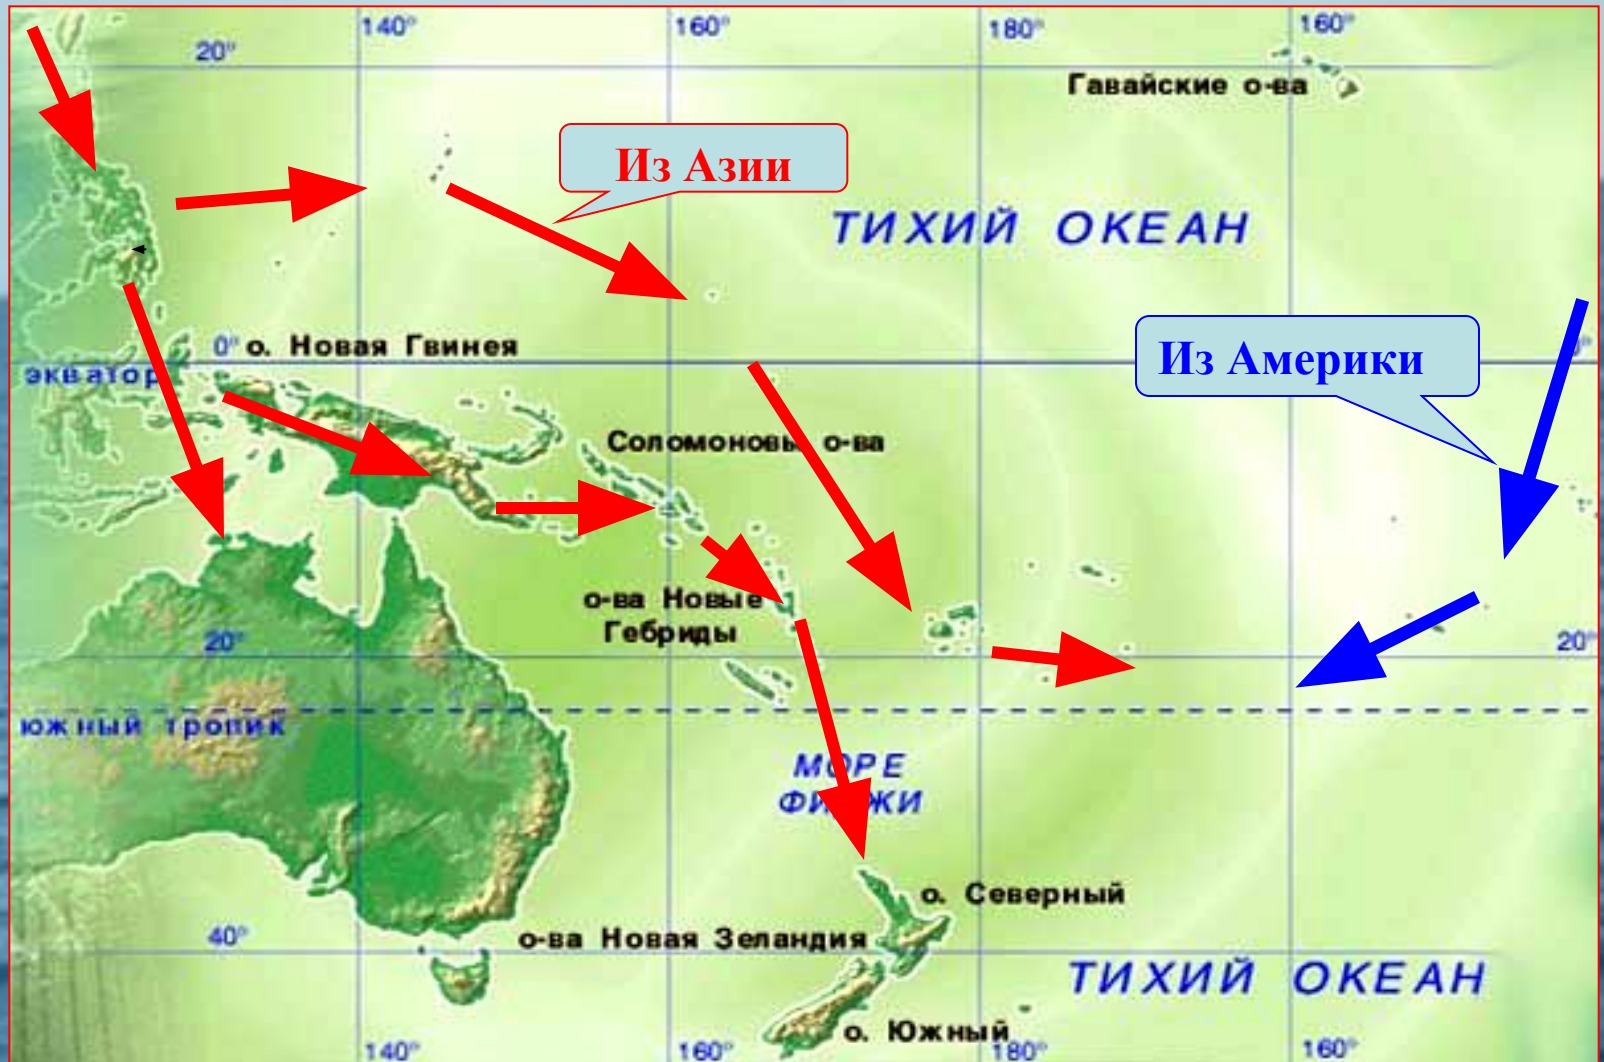 140°
160°
180°
160°
20°
Гавайские о-ва
Из Азии
ТИХИЙ ОКЕАН
0° о. Новая Гвинея
экватор
0°
Из Америки
Соломоновы о-ва
о-ва Новые
Гебриды
20°
20°
южный тропик
МОРЕ
ФИДЖИ
о. Северный
40°
о-ва Новая Зеландия
ТИХИЙ ОКЕАН
о. Южный
140°
160°
180°
160°